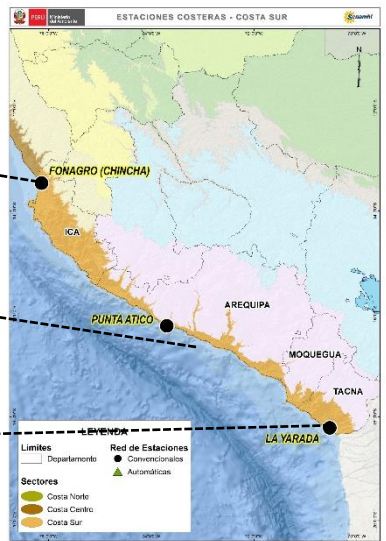 PERÚ Ministerio del Ambiente
ESTACIONES COSTERAS - COSTA SUR
Senamhi
N
FONAGRO (CHINCHA)
ICA
AREQUIPA
PUNTA ATICO
MOQUEGUA
TACNA
LA YARADA
LEYENDA
Limites
Departamento
Red de Estaciones
Convencionales
Automáticas
Sectores
Costa Norte
Costa Centro
Costa Sur